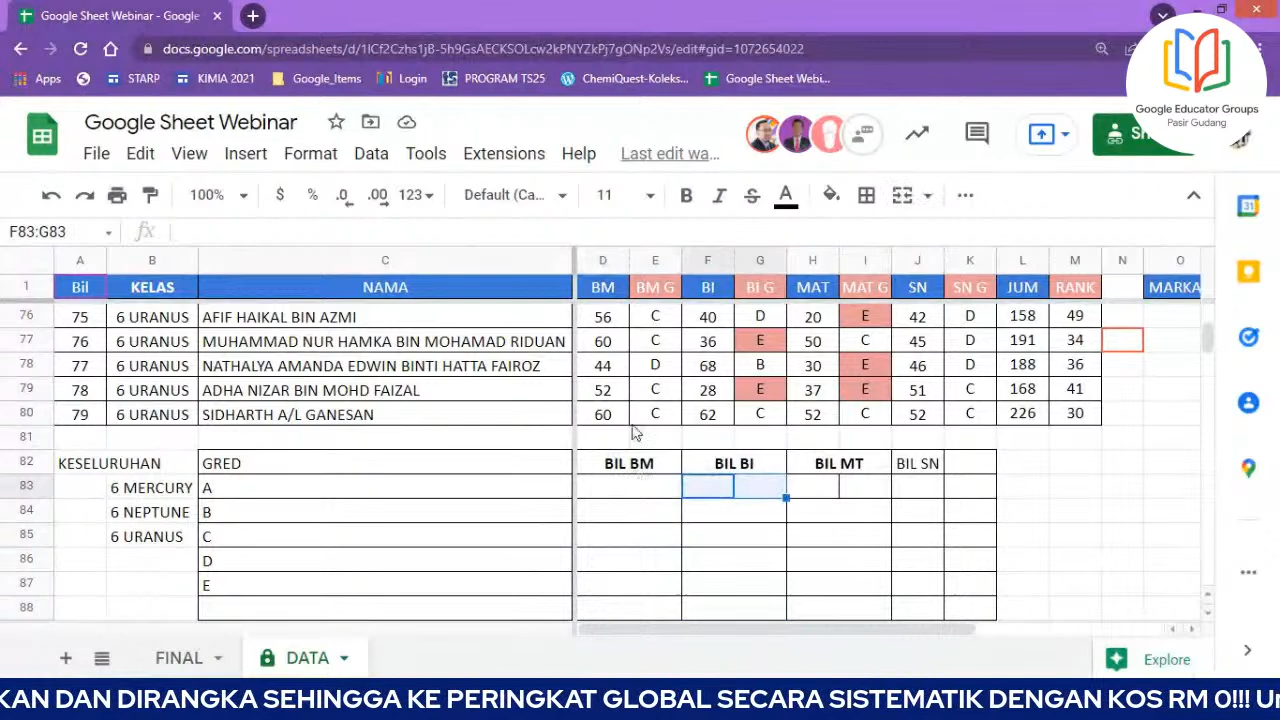 Google Sheet Webinar - Google
docs.google.com/spreadsheets/d/1lCf2Czhs1jB-5h9GsAECKSOLcw2kPNYZkPj7gONp2Vs/edit#gid=1072654022
Apps STARP KIMIA 2021 Google_Items Login PROGRAM TS25 ChemiQuest-Koleks... Google Sheet Webi...
Google Educator Groups
Pasir Gudang
Google Sheet Webinar
File Edit View Insert Format Data Tools Extensions Help Last edit wa...
100% $ % .0 .00 123 Default (Ca... 11 B I S A
F83:G83 fx
A B C D E F G H I J K L M N O
1 Bil KELAS NAMA BM BM G BI BI G MAT MAT G SN SN G JUM RANK MARKA
76 75 6 URANUS AFIF HAIKAL BIN AZMI 56 C 40 D 20 E 42 D 158 49
77 76 6 URANUS MUHAMMAD NUR HAMKA BIN MOHAMAD RIDUAN 60 C 36 E 50 C 45 D 191 34
78 77 6 URANUS NATHALYA AMANDA EDWIN BINTI HATTA FAIROZ 44 D 68 B 30 E 46 D 188 36
79 78 6 URANUS ADHA NIZAR BIN MOHD FAIZAL 52 C 28 E 37 E 51 C 168 41
80 79 6 URANUS SIDHARTH A/L GANESAN 60 C 62 C 52 C 52 C 226 30
81
82 KESELURUHAN GRED BIL BM BIL BI BIL MT BIL SN
83 6 MERCURY A
84 6 NEPTUNE B
85 6 URANUS C
86 D
87 E
88
FINAL DATA Explore
KAN DAN DIRANGKA SEHINGGA KE PERINGKAT GLOBAL SECARA SISTEMATIK DENGAN KOS RM 0!!!